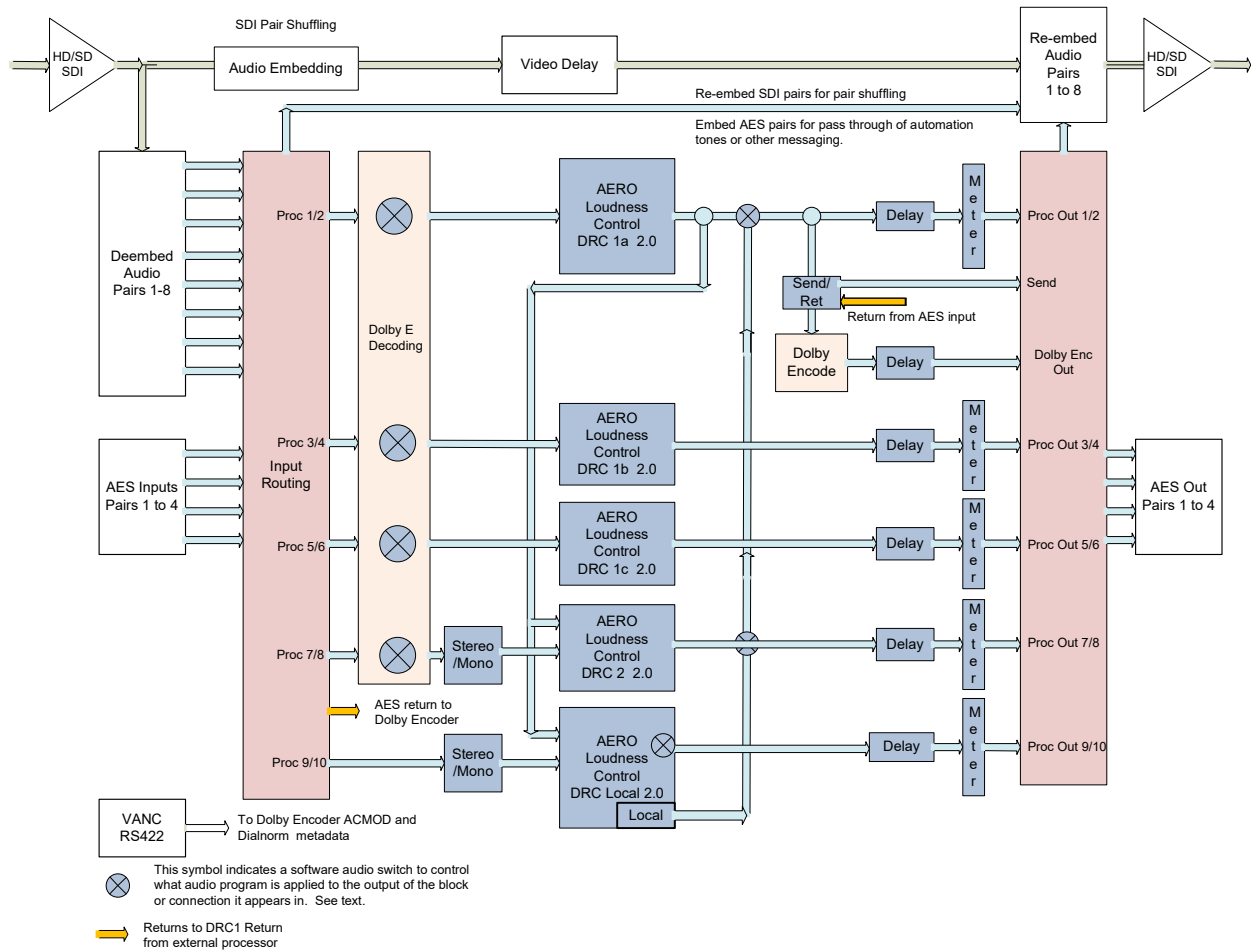 SDI Pair Shuffling
HD/SD
SDI
Audio Embedding
Video Delay
Re-embed
Audio
Pairs
1 to 8
HD/SD
SDI
Re-embed SDI pairs for pair shuffling
Embed AES pairs for pass through of automation
tones or other messaging.
Deembed
Audio
Pairs 1-8
AES Inputs
Pairs 1 to 4
Proc 1/2
Proc 3/4
Input
Routing
Proc 5/6
Proc 7/8
Proc 9/10
Dolby E
Decoding
AES return to
Dolby Encoder
Stereo
/Mono
Stereo
/Mono
AERO
Loudness
Control
DRC 1a 2.0
AERO
Loudness
Control
DRC 1b 2.0
AERO
Loudness
Control
DRC 1c 2.0
AERO
Loudness
Control
DRC 2 2.0
AERO
Loudness
Control
DRC Local 2.0
Local
Send/
Ret
Return from AES input
Dolby
Encode
Delay
Delay
Delay
Delay
Delay
Delay
Meter
Meter
Meter
Meter
Meter
Proc Out 1/2
Send
Dolby Enc
Out
Proc Out 3/4
Proc Out 5/6
Proc Out 7/8
Proc Out 9/10
AES Out
Pairs 1 to 4
VANC
RS422
To Dolby Encoder ACMOD and
Dialnorm metadata
This symbol indicates a software audio switch to control
what audio program is applied to the output of the block
or connection it appears in. See text.
Returns to DRC1 Return
from external processor